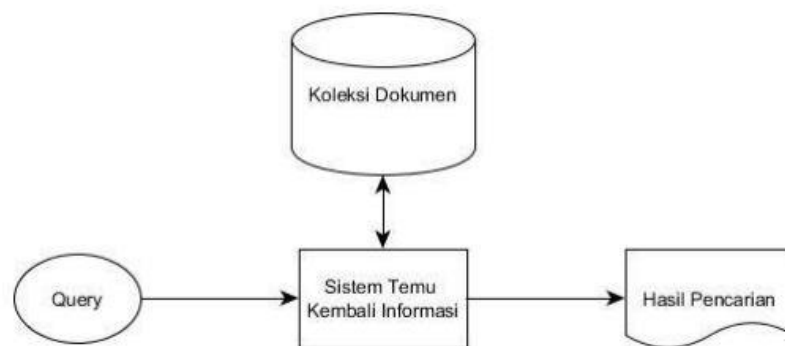 Koleksi Dokumen
Query
Sistem Temu
Kembali Informasi
Hasil Pencarian